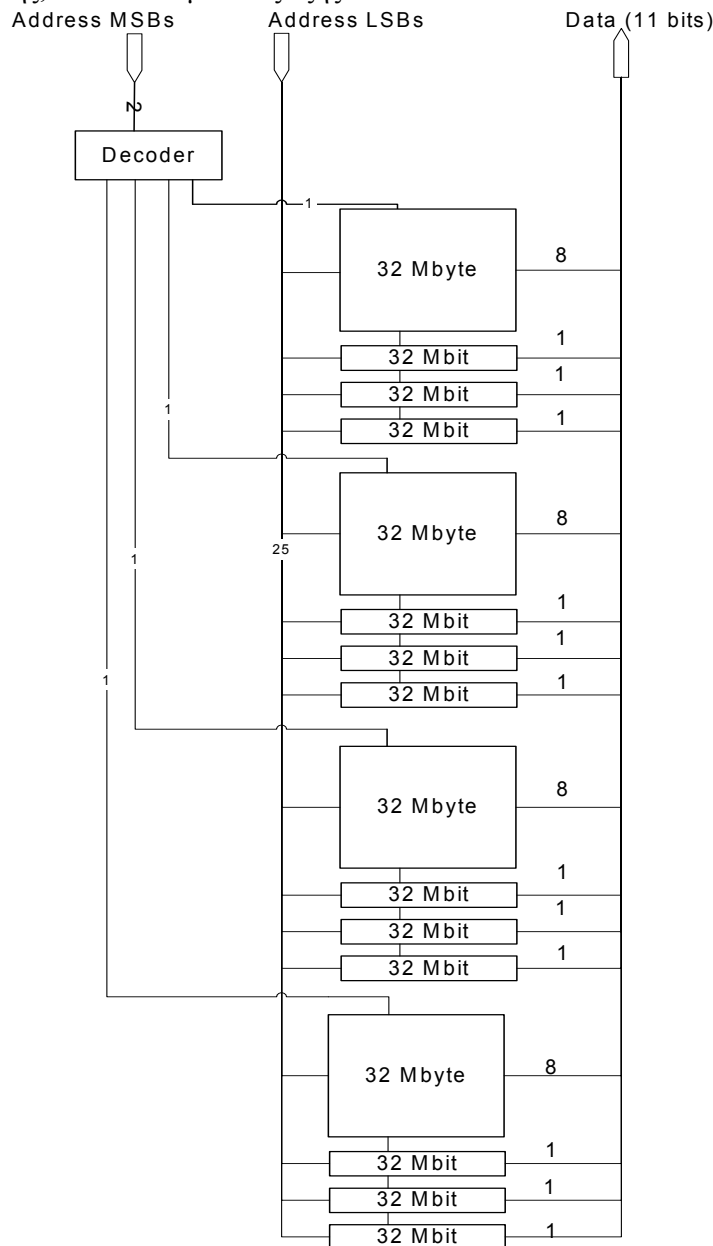 Address MSBs Address LSBs Data (11 bits)
2
Decoder
1
32 Mbyte 8
32 Mbit 1
32 Mbit 1
32 Mbit 1
1
32 Mbyte 8
25
1
32 Mbit 1
32 Mbit 1
32 Mbit 1
1
32 Mbyte 8
32 Mbit 1
32 Mbit 1
32 Mbit 1
32 Mbyte 8
32 Mbit 1
32 Mbit 1
32 Mbit 1